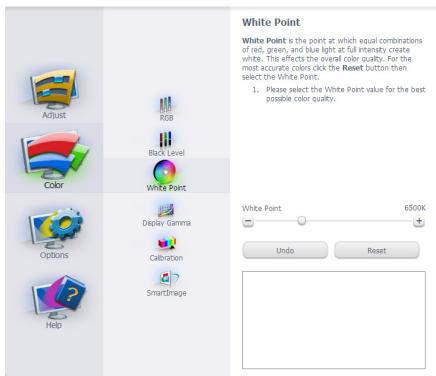 White Point
White Point is the point at which equal combinations
of red, green, and blue light at full intensity create
white. This effects the overall color quality. For the
most accurate colors click the Reset button then
select the White Point.
1. Please select the White Point value for the best
possible color quality.
Adjust
Color
Options
Help
RGB
Black Level
White Point
Display Gamma
Calibration
SmartImage
White Point 6500K
Undo Reset